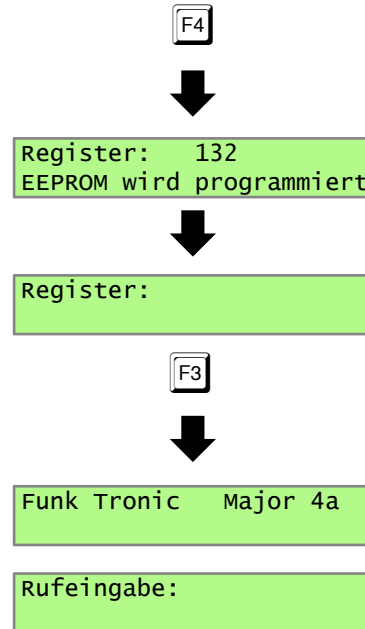 F4
Register: 132
EEPROM wird programmiert
Register:
F3
Funk Tronic Major 4a
Rufeingabe: